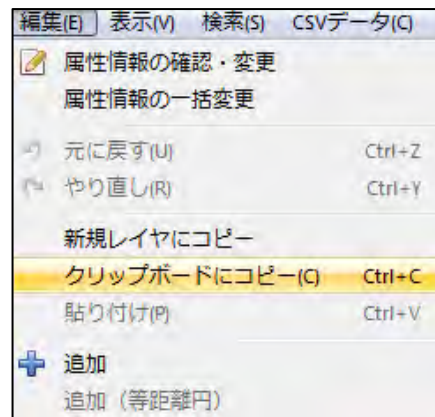 編集(E) 表示(V) 検索(S) CSVデータ(C)
属性情報の確認・変更
属性情報の一括変更
元に戻す(U) Ctrl+Z
やり直し(R) Ctrl+Y
新規レイヤにコピー
クリップボードにコピー(C) Ctrl+C
貼り付け(P) Ctrl+V
追加
追加（等距離円）